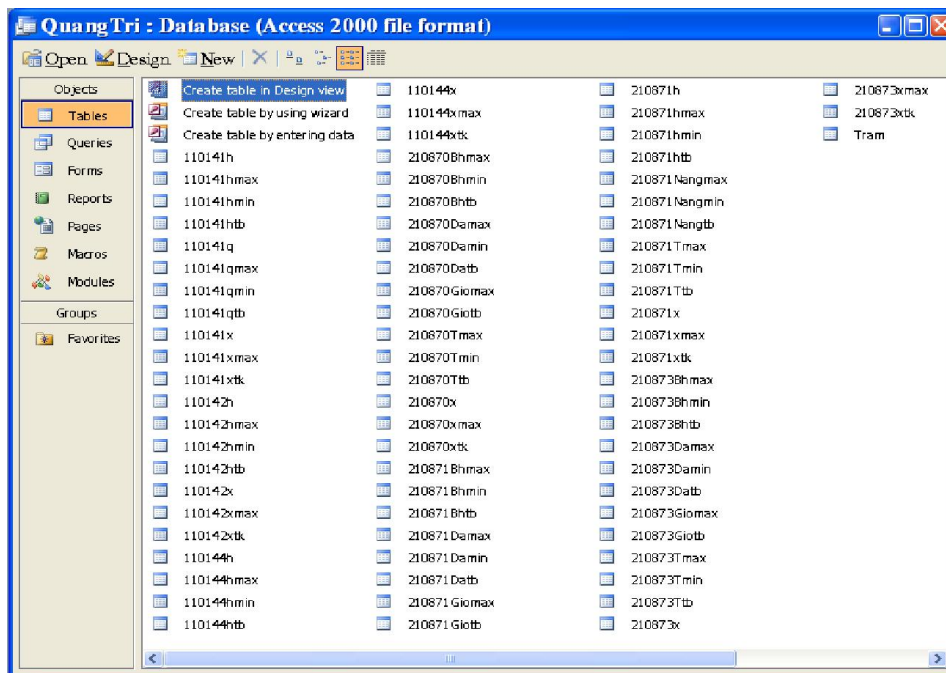 QuangTri : Database (Access 2000 file format)
Open Design New
Objects
Tables
Queries
Forms
Reports
Pages
Macros
Modules
Groups
Favorites
Create table in Design view
Create table by using wizard
Create table by entering data
110141h
110141hmax
110141hmin
110141htb
110141q
110141qmax
110141qmin
110141qtb
110141x
110141xmax
110141xtk
110142h
110142hmax
110142hmin
110142htb
110142x
110142xmax
110142xtk
110144h
110144hmax
110144hmin
110144htb
110144x
110144xmax
110144xtk
210870Bhmax
210870Bhmin
210870Bhtb
210870Damax
210870Damin
210870Datb
210870Giomax
210870Giotb
210870Tmax
210870Tmin
210870Ttb
210870x
210870xmax
210870xtk
210871Bhmax
210871Bhmin
210871Bhtb
210871Damax
210871Damin
210871Datb
210871Giomax
210871Giotb
210871h
210871hmax
210871hmin
210871htb
210871Nangmax
210871Nangmin
210871Nangtb
210871Tmax
210871Tmin
210871Ttb
210871x
210871xmax
210871xtk
210873Bhmax
210873Bhmin
210873Bhtb
210873Damax
210873Damin
210873Datb
210873Giomax
210873Giotb
210873Tmax
210873Tmin
210873Ttb
210873x
210873xmax
210873xtk
Tram